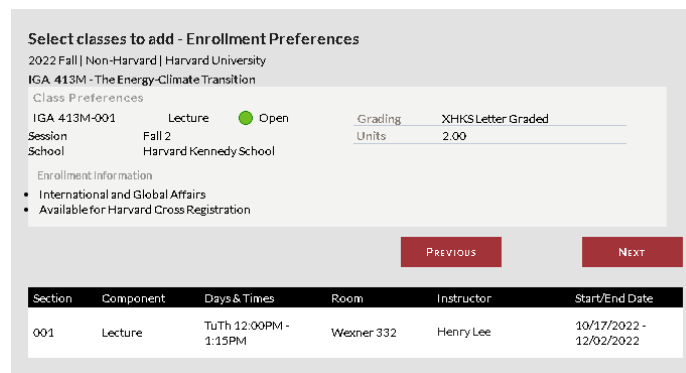 Select classes to add - Enrollment Preferences
2022 Fall | Non-Harvard | Harvard University
IGA 413M - The Energy-Climate Transition
Class Preferences
IGA 413M-001 Lecture Open Grading XHKS Letter Graded
Session Fall 2 Units 2.00
School Harvard Kennedy School
Enrollment Information
• International and Global Affairs
• Available for Harvard Cross Registration
PREVIOUS NEXT
Section Component Days & Times Room Instructor Start/End Date
001 Lecture TuTh 12:00PM - Wexner 332 Henry Lee 10/17/2022 -
1:15PM 12/02/2022